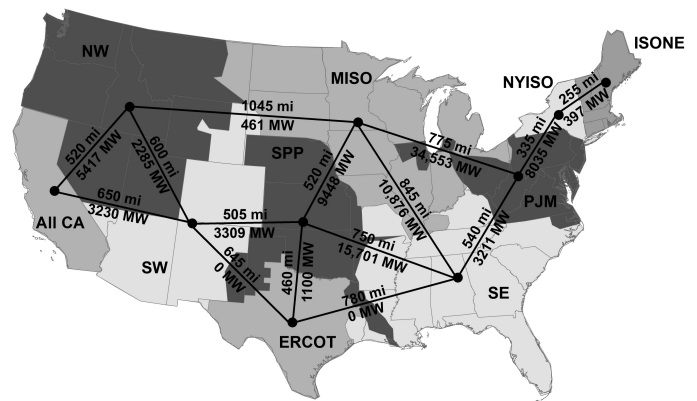 ISONE
NW
MISO
NYISO
255 mi
397 MW
1045 mi
461 MW
335 mi
8035 MW
775 mi
34,553 MW
520 mi
5417 MW
600 mi
2285 MW
SPP
520 mi
9448 MW
845 mi
10,876 MW
650 mi
3230 MW
PJM
All CA
505 mi
3309 MW
750 mi
15,701 MW
540 mi
3211 MW
SW
645 mi
0 MW
460 mi
1100 MW
780 mi
0 MW
SE
ERCOT